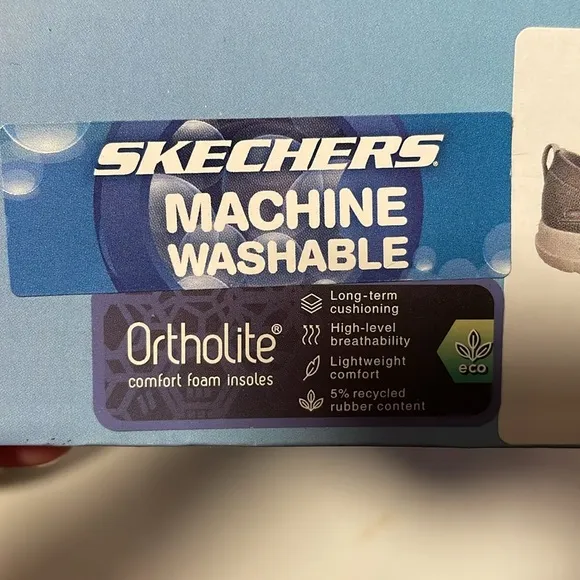 SKECHERS
MACHINE
WASHABLE
Ortholite®
comfort foam insoles
Long-term
cushioning
High-level
breathability
Lightweight
comfort
5% recycled
rubber content
eco